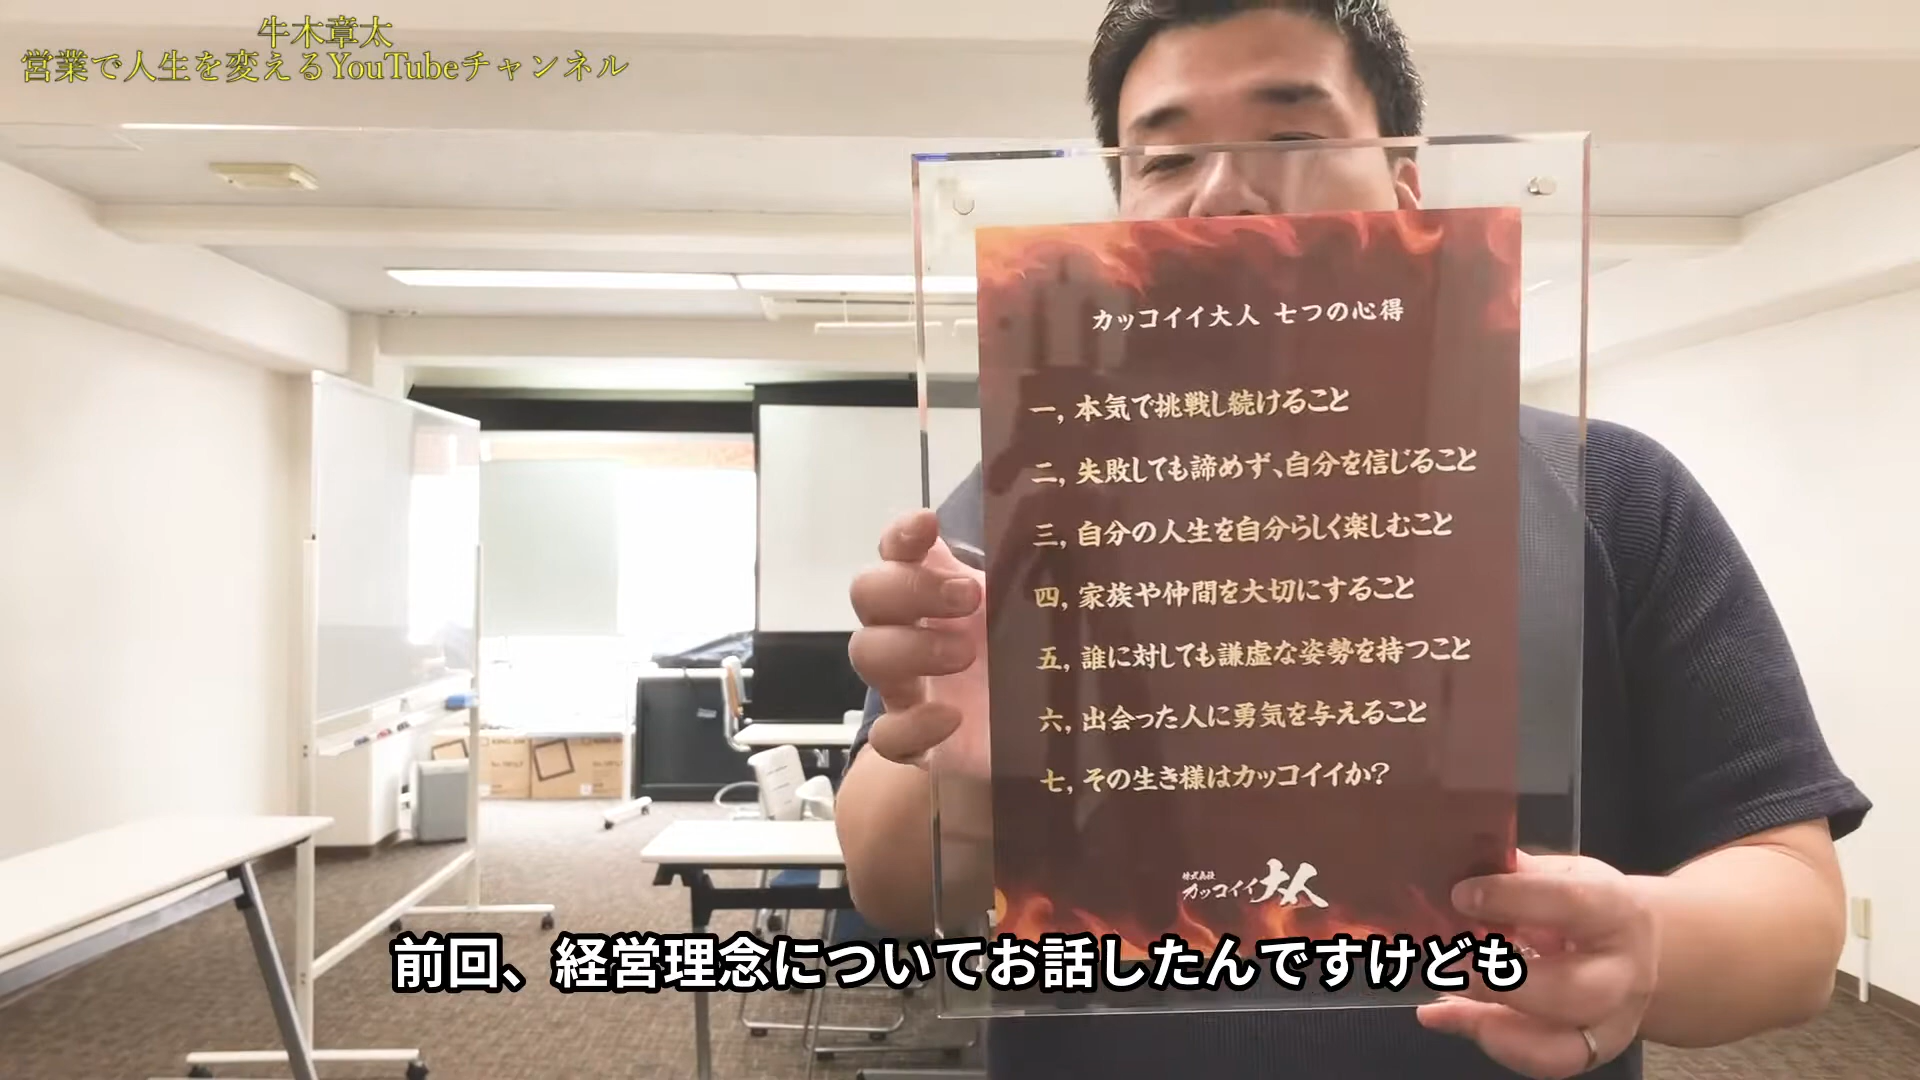 牛木章太
営業で人生を変えるYouTubeチャンネル
カッコイイ大人 七つの心得
一, 本気で挑戦し続けること
二, 失敗しても諦めず、自分を信じること
三, 自分の人生を自分らしく楽しむこと
四, 家族や仲間を大切にすること
五, 誰に対しても謙虚な姿勢を持つこと
六, 出会った人に勇気を与えること
七, その生き様はカッコイイか?
株式会社
カッコイイ大人
前回、経営理念についてお話したんですけども